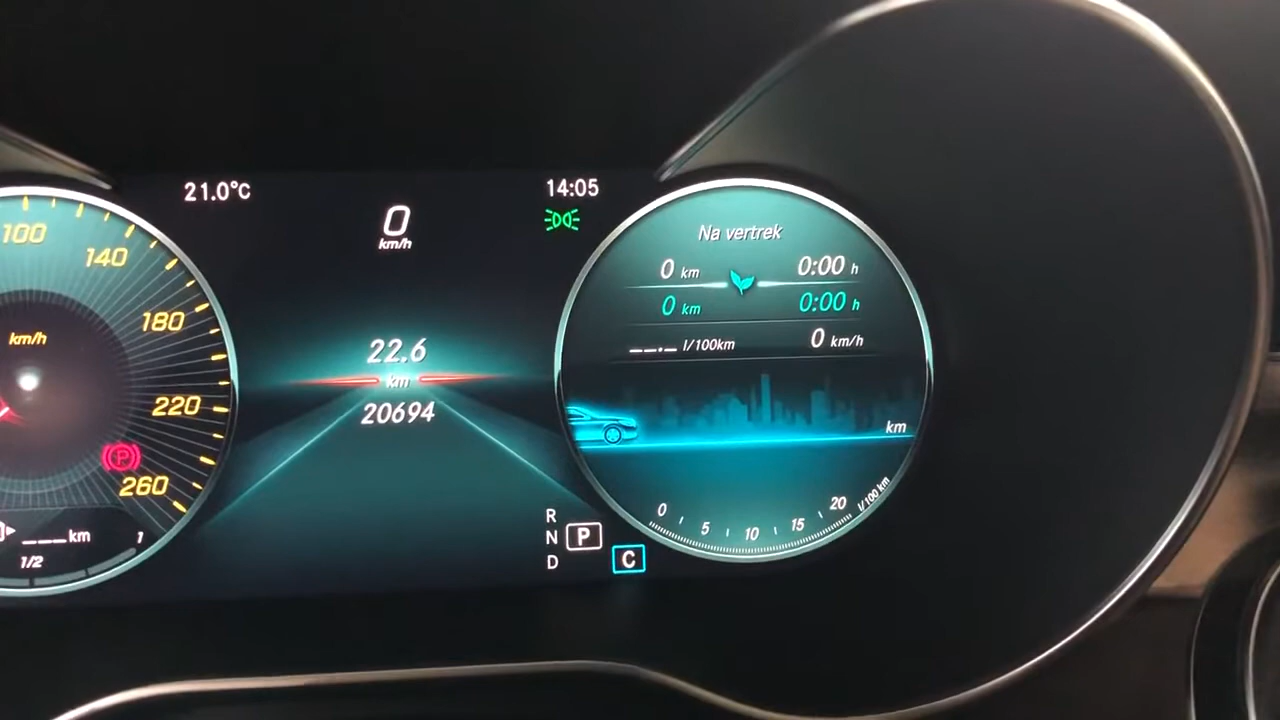 21.0°C
0
km/h
14:05
100
140
180
220
260
km/h
P
___km
1
1/2
22.6
km
20694
R
N
D
P
C
Na vertrek
0 km 0:00 h
0 km 0:00 h
__._ l/100km 0 km/h
km
0 5 10 15 20 l/100 km